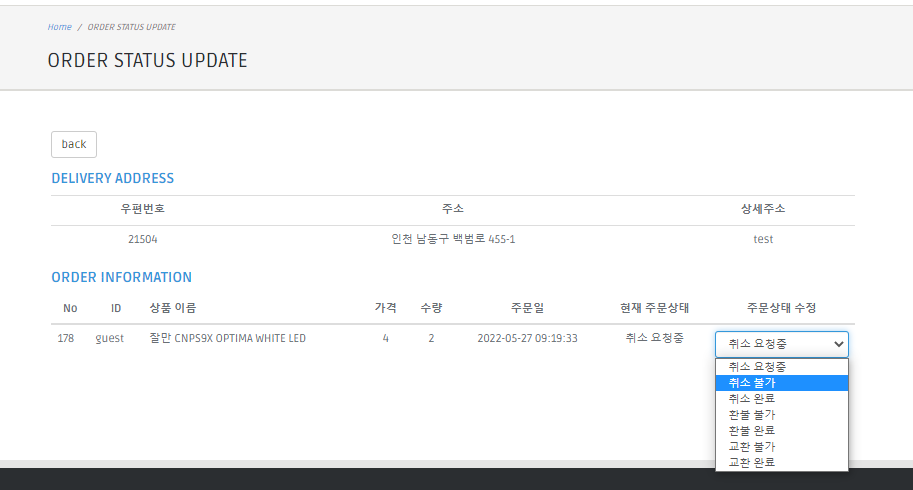 Home / ORDER STATUS UPDATE
ORDER STATUS UPDATE
back
DELIVERY ADDRESS
우편번호 주소 상세주소
21504 인천 남동구 백범로 455-1 test
ORDER INFORMATION
No ID 상품 이름 가격 수량 주문일 현재 주문상태 주문상태 수정
178 guest 잘만 CNPS9X OPTIMA WHITE LED 4 2 2022-05-27 09:19:33 취소 요청중 취소 요청중
취소 요청중
취소 불가
취소 완료
환불 불가
환불 완료
교환 불가
교환 완료